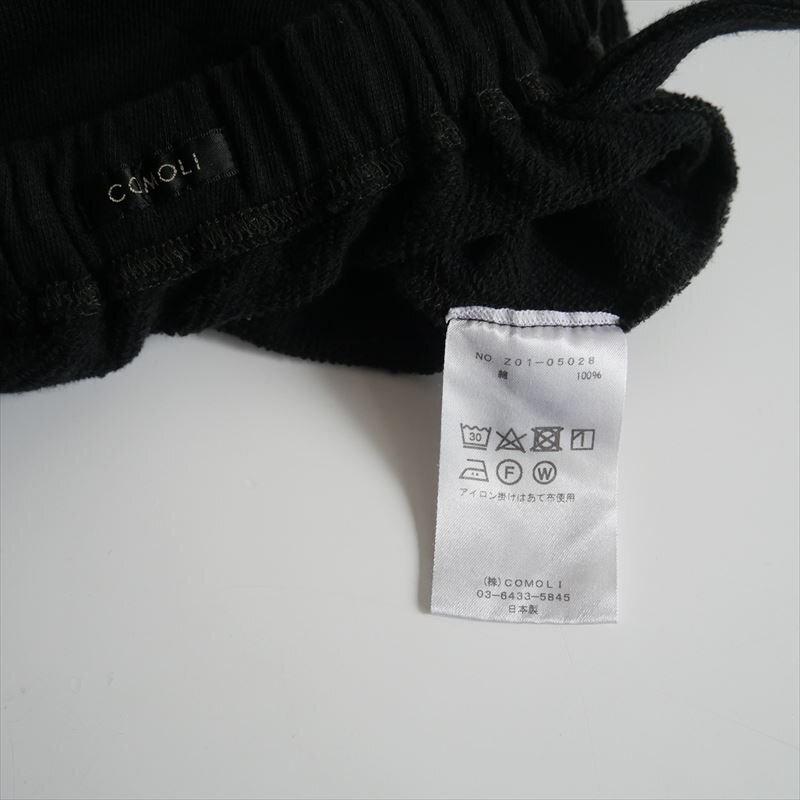 COMOLI
NO Z01-05028
綿 100%
30
F W
アイロン掛けはあて布使用
(株)COMOLI
03-6433-5845
日本製